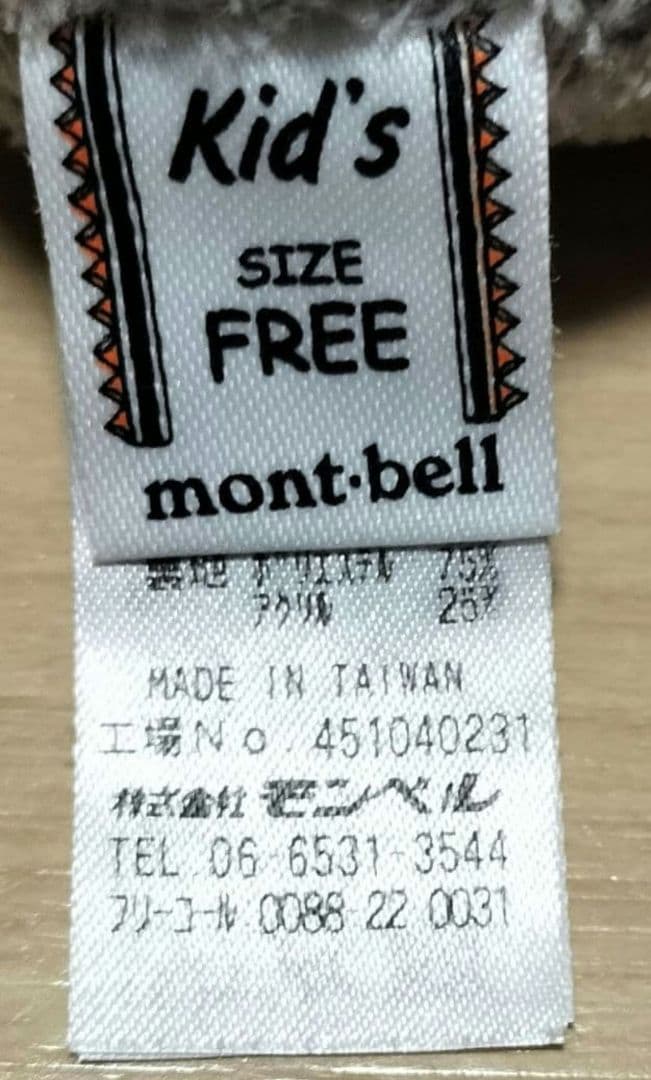 Kid's
SIZE
FREE
mont·bell
裏地 ポリエステル 75%
アクリル 25%
MADE IN TAIWAN
工場No. 451040231
株式会社 モンベル
TEL. 06-6531-3544
フリーコール 0088-22-0031